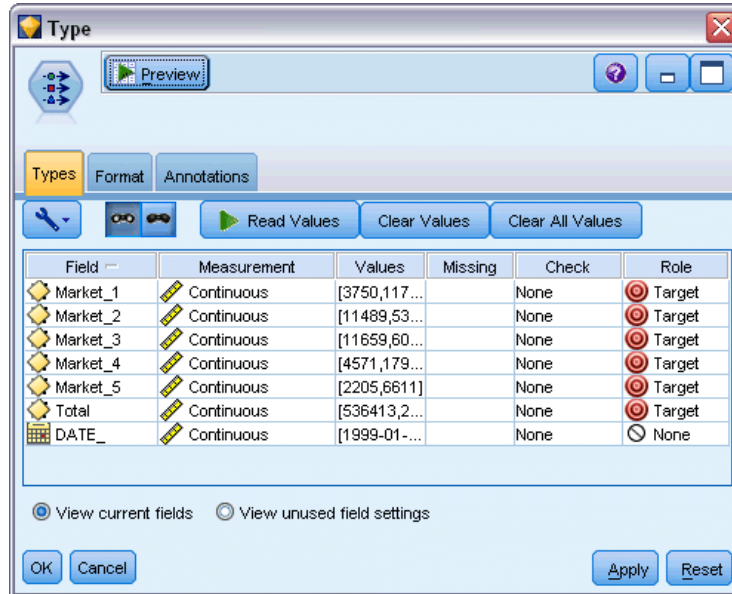 Type
Preview
Types Format Annotations
Read Values Clear Values Clear All Values
Field Measurement Values Missing Check Role
Market_1 Continuous [3750,117... None Target
Market_2 Continuous [11489,53... None Target
Market_3 Continuous [11659,60... None Target
Market_4 Continuous [4571,179... None Target
Market_5 Continuous [2205,6611] None Target
Total Continuous [536413,2... None Target
DATE_ Continuous [1999-01-... None None
View current fields View unused field settings
OK Cancel Apply Reset